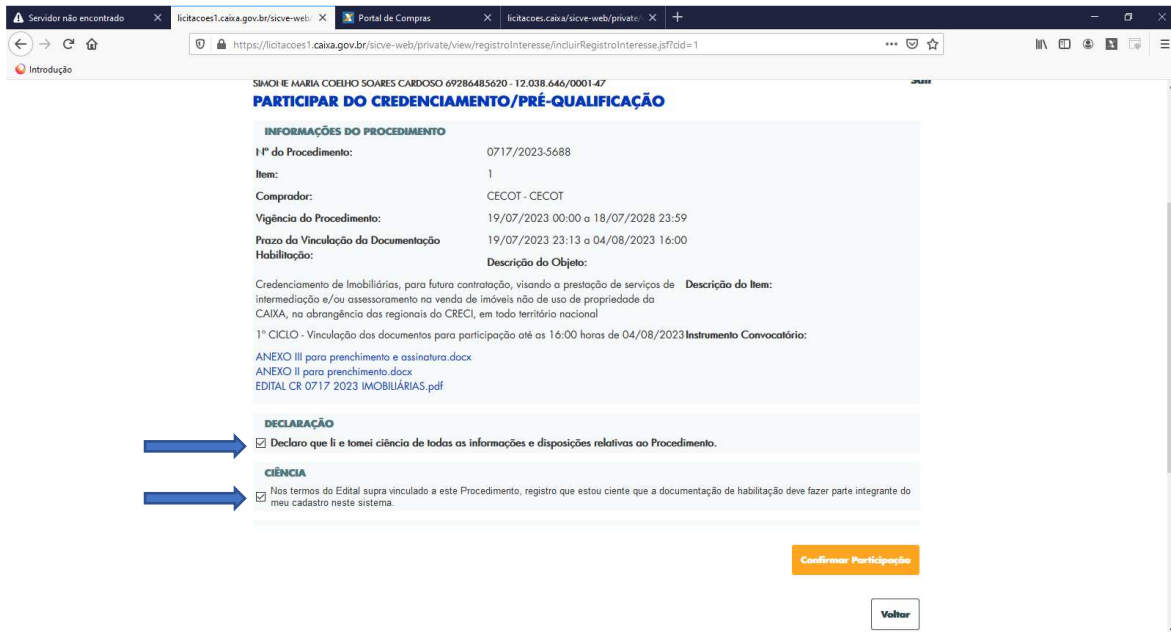 Servidor não encontrado
licitacoes1.caixa.gov.br/sicve-web/
Portal de Compras
licitacoes.caixa/sicve-web/private/
https://licitacoes1.caixa.gov.br/sicve-web/private/view/registroInteresse/incluirRegistroInteresse.jsf?cid=1
Introdução
SIMONE MARIA COELHO SOARES CARDOSO 69286485620 - 12.038.646/0001-47
Sair
PARTICIPAR DO CREDENCIAMENTO/PRÉ-QUALIFICAÇÃO
INFORMAÇÕES DO PROCEDIMENTO
Nº do Procedimento: 0717/2023-5688
Item: 1
Comprador: CECOT - CECOT
Vigência do Procedimento: 19/07/2023 00:00 a 18/07/2028 23:59
Prazo da Vinculação da Documentação 19/07/2023 23:13 a 04/08/2023 16:00
Habilitação:
Descrição do Objeto:
Credenciamento de Imobiliárias, para futura contratação, visando a prestação de serviços de Descrição do Item:
intermediação e/ou assessoramento na venda de imóveis não de uso de propriedade da
CAIXA, na abrangência das regionais do CRECI, em todo território nacional
1º CICLO - Vinculação dos documentos para participação até as 16:00 horas de 04/08/2023 Instrumento Convocatório:
ANEXO III para prenchimento e assinatura.docx
ANEXO II para prenchimento.docx
EDITAL CR 0717 2023 IMOBILIÁRIAS.pdf
DECLARAÇÃO
Declaro que li e tomei ciência de todas as informações e disposições relativas ao Procedimento.
CIÊNCIA
Nos termos do Edital supra vinculado a este Procedimento, registro que estou ciente que a documentação de habilitação deve fazer parte integrante do
meu cadastro neste sistema.
Confirmar Participação
Voltar